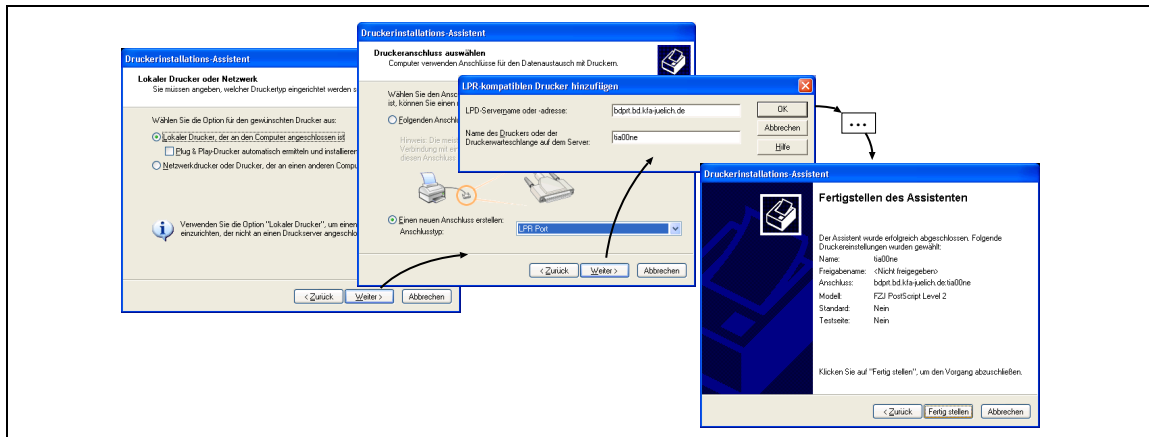 Druckerinstallations-Assistent
Lokaler Drucker oder Netzwerk
Sie müssen angeben, welcher Druckertyp eingerichtet werden s
Wählen Sie die Option für den gewünschten Drucker aus:
Lokaler Drucker, der an den Computer angeschlossen ist
Plug & Play-Drucker automatisch ermitteln und installieren
Netzwerkdrucker oder Drucker, der an einen anderen Compu
Verwenden Sie die Option "Lokaler Drucker", um einen
einzurichten, der nicht an einen Druckserver angeschlo
< Zurück Weiter > Abbrechen
Druckerinstallations-Assistent
Druckeranschluss auswählen
Computer verwenden Anschlüsse für den Datenaustausch mit Druckern.
Wählen Sie den Ansc
ist, können Sie einen
Folgenden Anschl
Hinweis: Die meist
Verbindung mit ein
diesen Anschluss
Einen neuen Anschluss erstellen:
Anschlusstyp: LPR Port
< Zurück Weiter > Abbrechen
LPR-kompatiblen Drucker hinzufügen
LPD-Servername oder -adresse: bdprt.bd.kfa-juelich.de OK
Name des Druckers oder der
Druckerwarteschlange auf dem Server: tia00ne
Abbrechen
Hilfe
...
Druckerinstallations-Assistent
Fertigstellen des Assistenten
Der Assistent wurde erfolgreich abgeschlossen. Folgende
Druckereinstellungen wurden gewählt:
Name: tia00ne
Freigabename: <Nicht freigegeben>
Anschluss: bdprt.bd.kfa-juelich.de:tia00ne
Modell: FZJ PostScript Level 2
Standard: Nein
Testseite: Nein
Klicken Sie auf "Fertig stellen", um den Vorgang abzuschließen.
< Zurück Fertig stellen Abbrechen